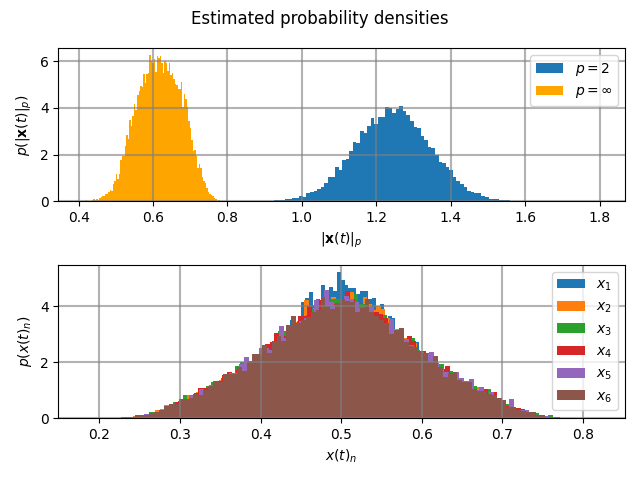 Estimated probability densities
p(|x(t)|ₚ)
6
4
2
0
p = 2
p = ∞
0.4 0.6 0.8 1.0 1.2 1.4 1.6 1.8
|x(t)|ₚ
p(x(t)ₙ)
4
2
0
x₁
x₂
x₃
x₄
x₅
x₆
0.2 0.3 0.4 0.5 0.6 0.7 0.8
x(t)ₙ